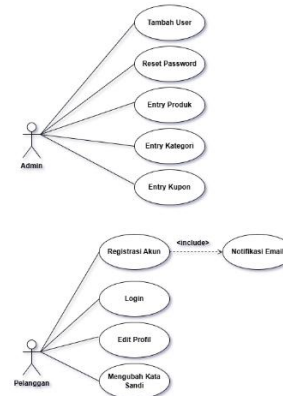 Tambah User
Reset Password
Entry Produk
Admin
Entry Kategori
Entry Kupon
Registrasi Akun
<include>
Notifikasi Email
Login
Edit Profil
Pelanggan
Mengubah Kata
Sandi